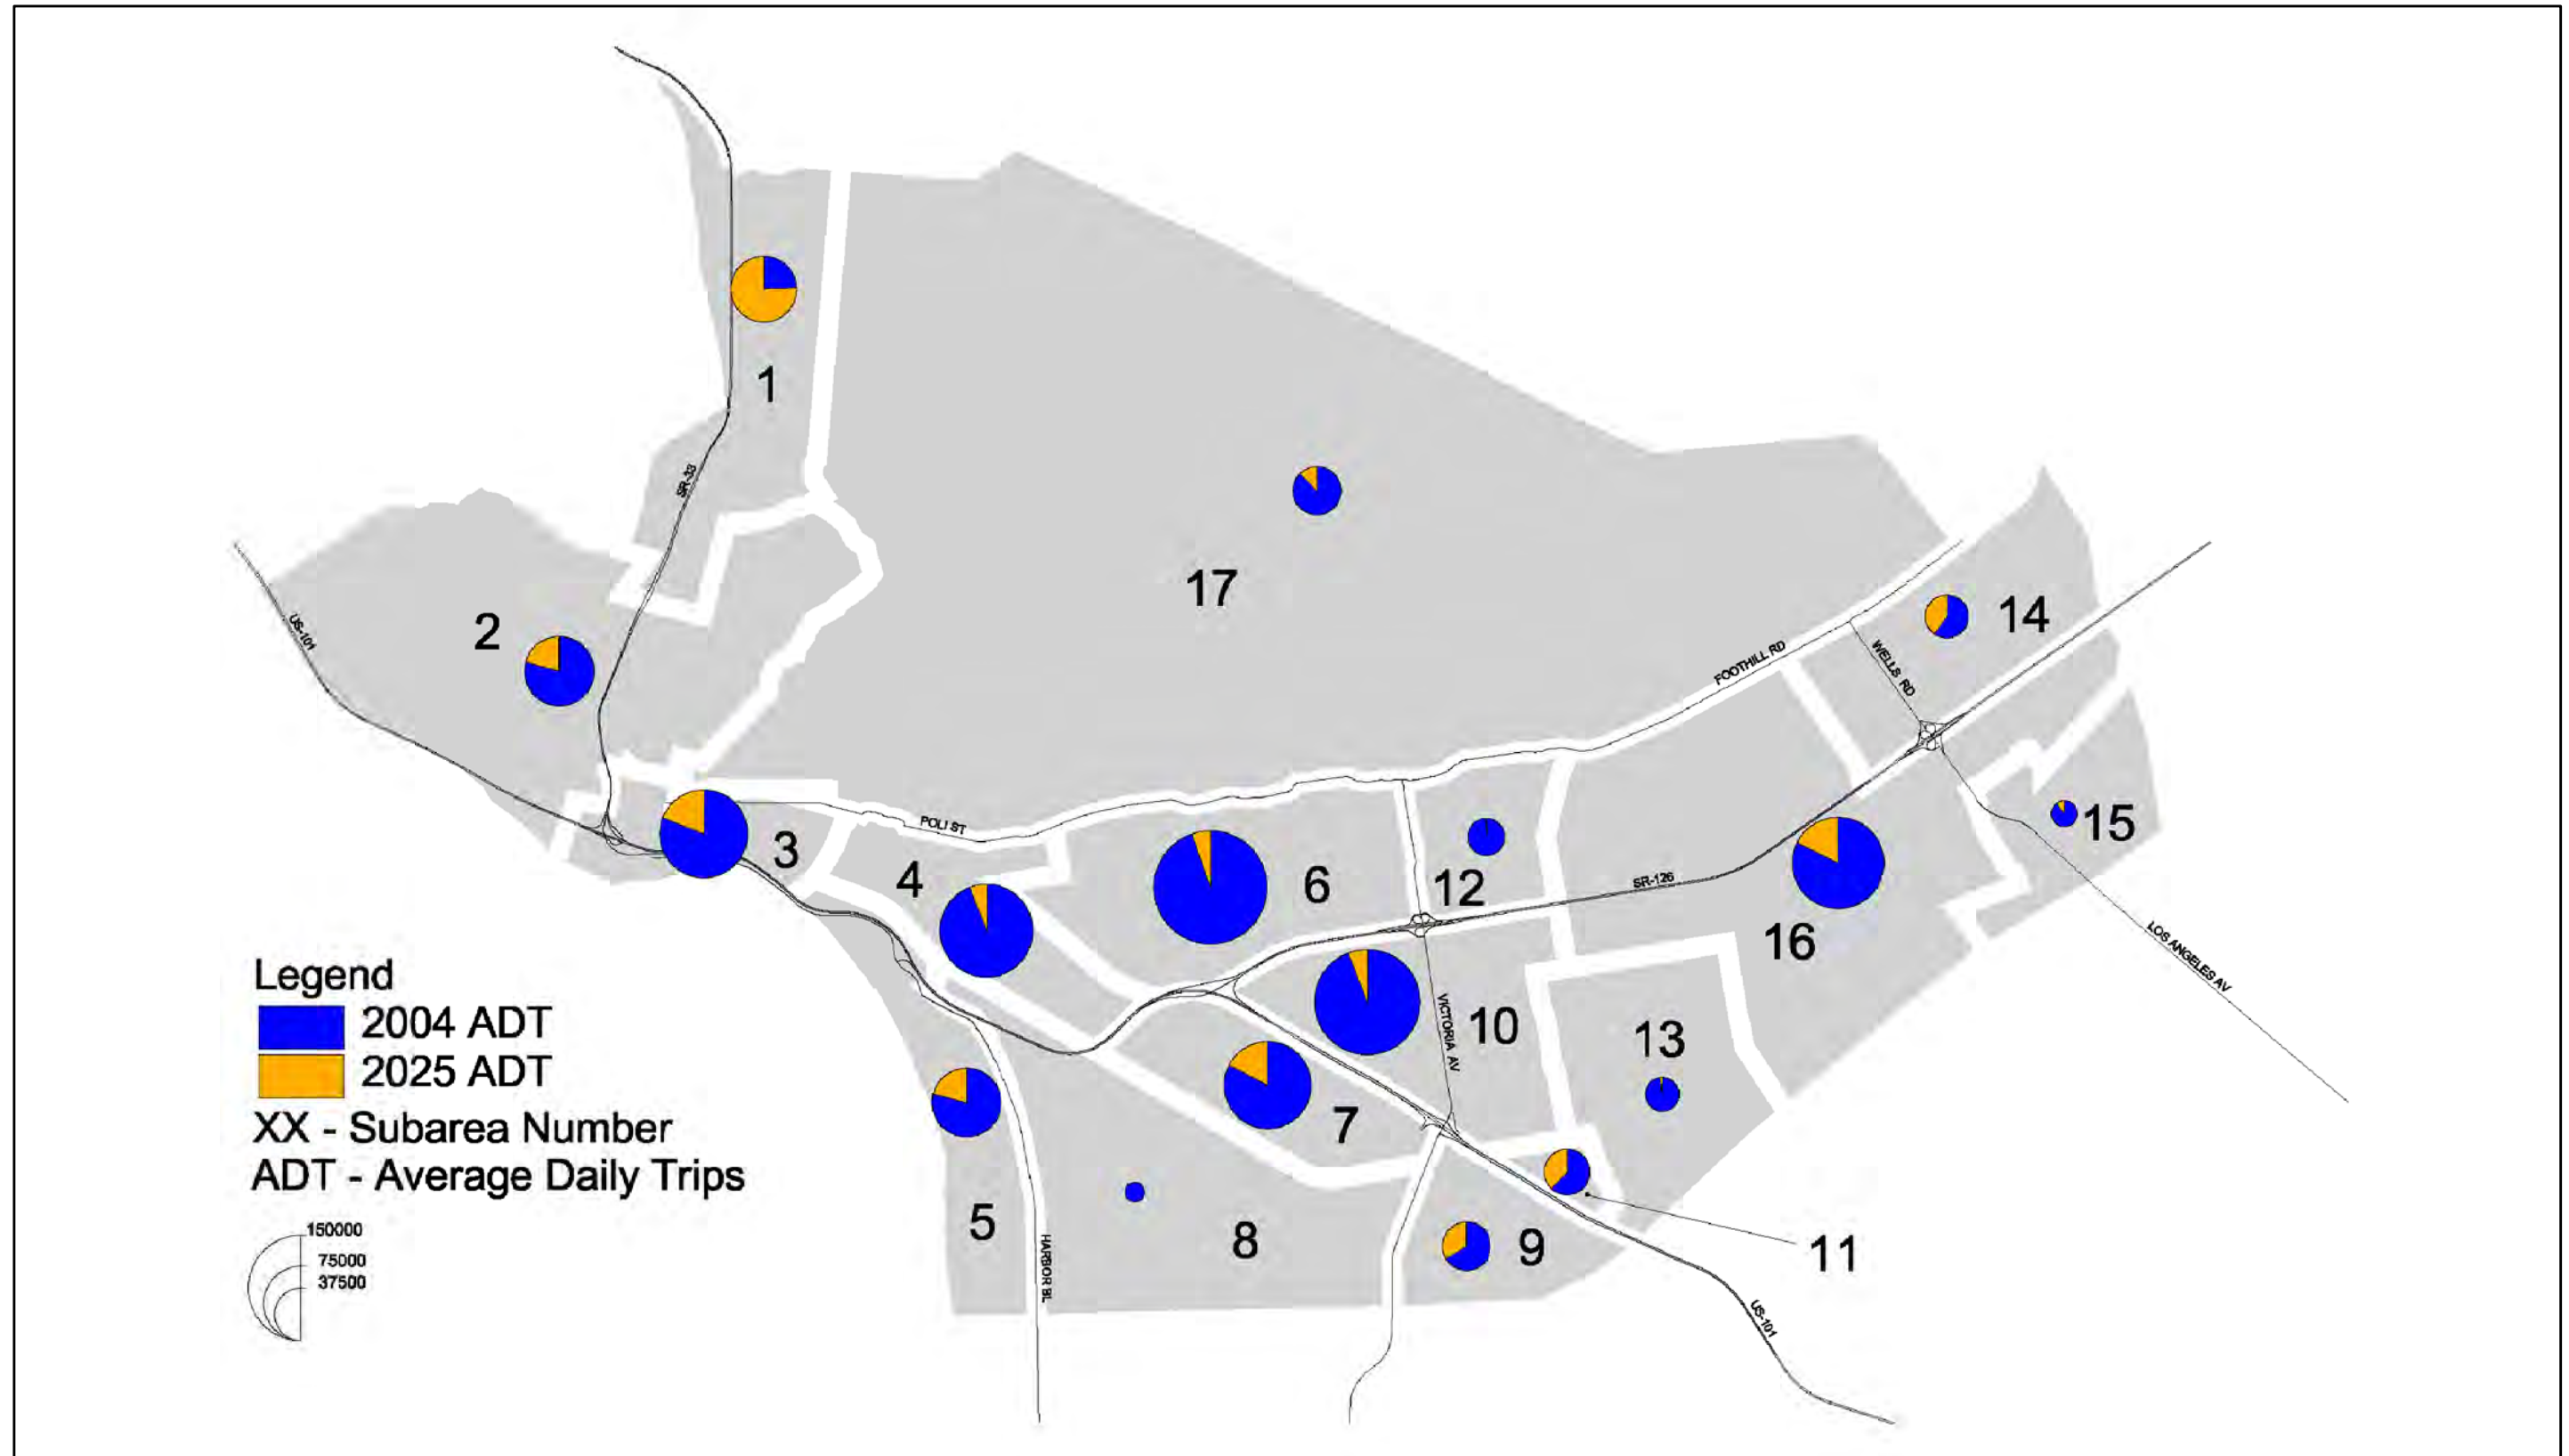 1
SR-33
17
2
US-101
14
FOOTHILL RD
WELLS RD
15
POLI ST
3
4
6
12
SR-126
16
LOS ANGELES AV
Legend
2004 ADT
2025 ADT
XX - Subarea Number
ADT - Average Daily Trips
150000
75000
37500
VICTORIA AV
10
13
7
5
HARBOR BL
8
9
11
US-101